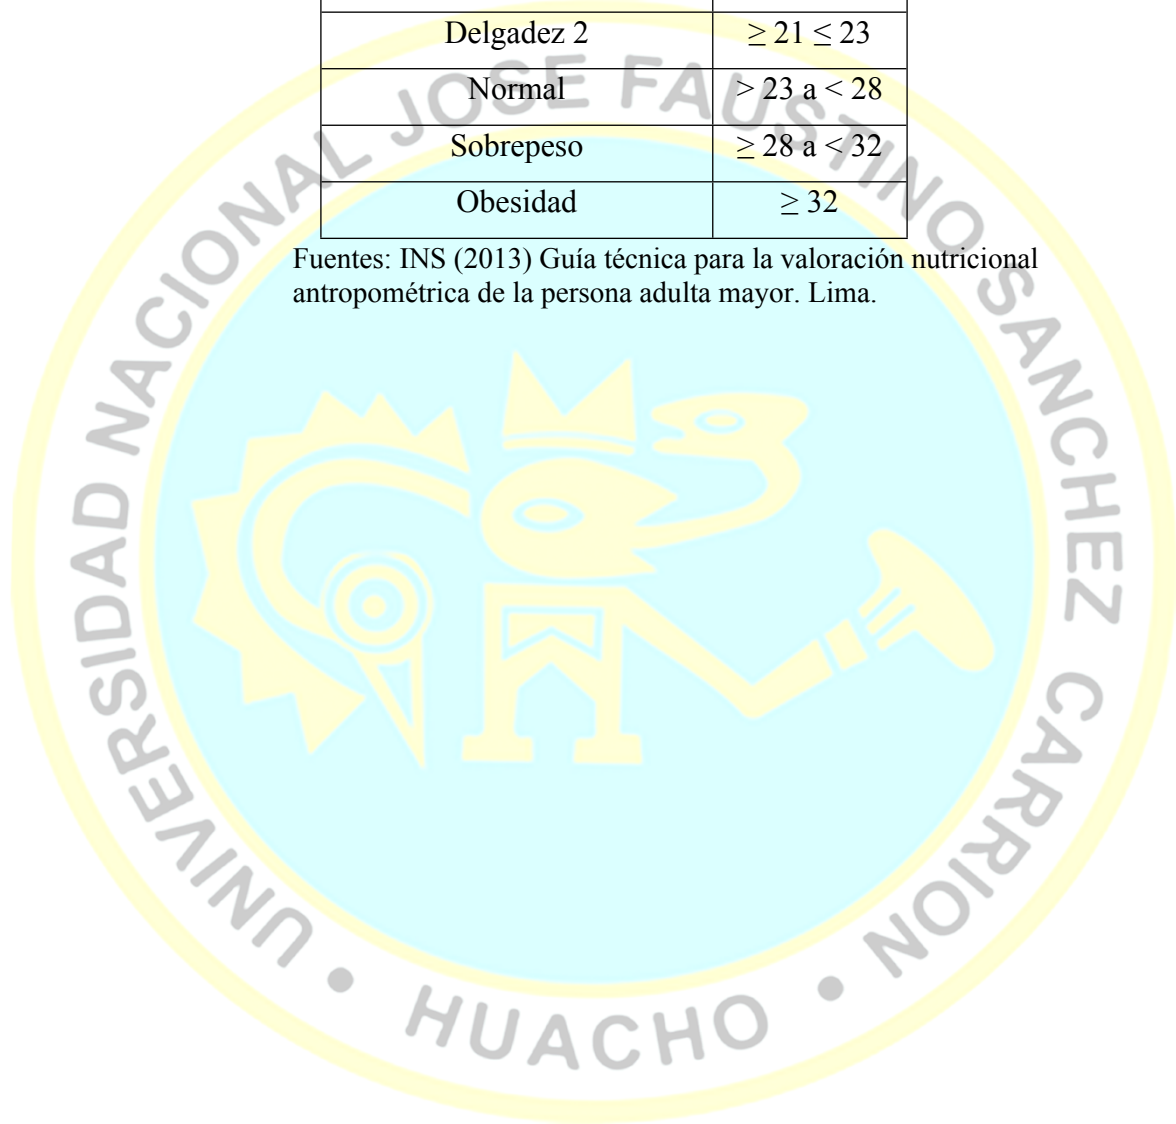 Delgadez 2 ≥ 21 ≤ 23
Normal > 23 a < 28
Sobrepeso ≥ 28 a < 32
Obesidad ≥ 32
Fuentes: INS (2013) Guía técnica para la valoración nutricional
antropométrica de la persona adulta mayor. Lima.
UNIVERSIDAD NACIONAL JOSE FAUSTINO SANCHEZ CARRION • HUACHO •